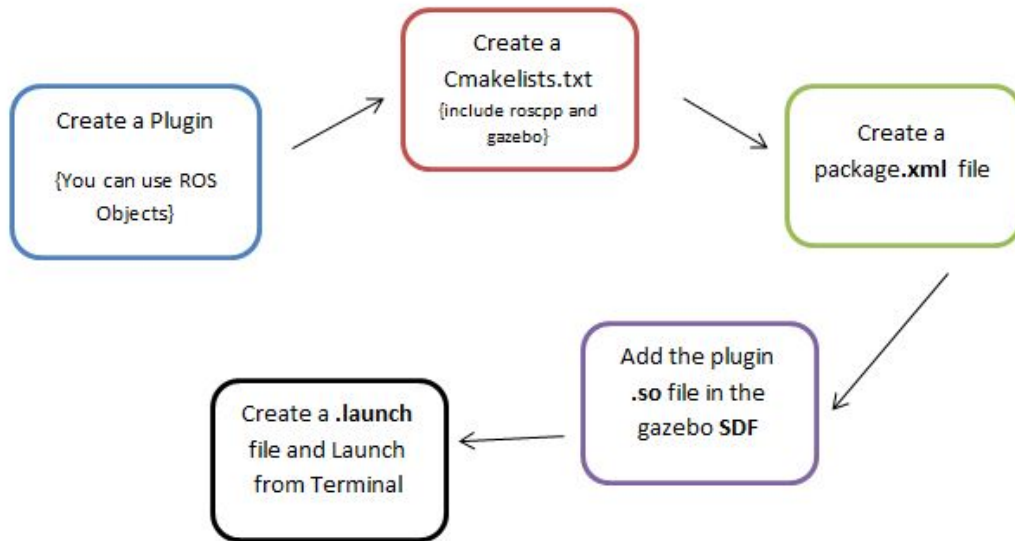 Create a Plugin
{You can use ROS
Objects}
Create a
Cmakelists.txt
{include roscpp and
gazebo}
Create a
package.xml file
Add the plugin
.so file in the
gazebo SDF
Create a .launch
file and Launch
from Terminal